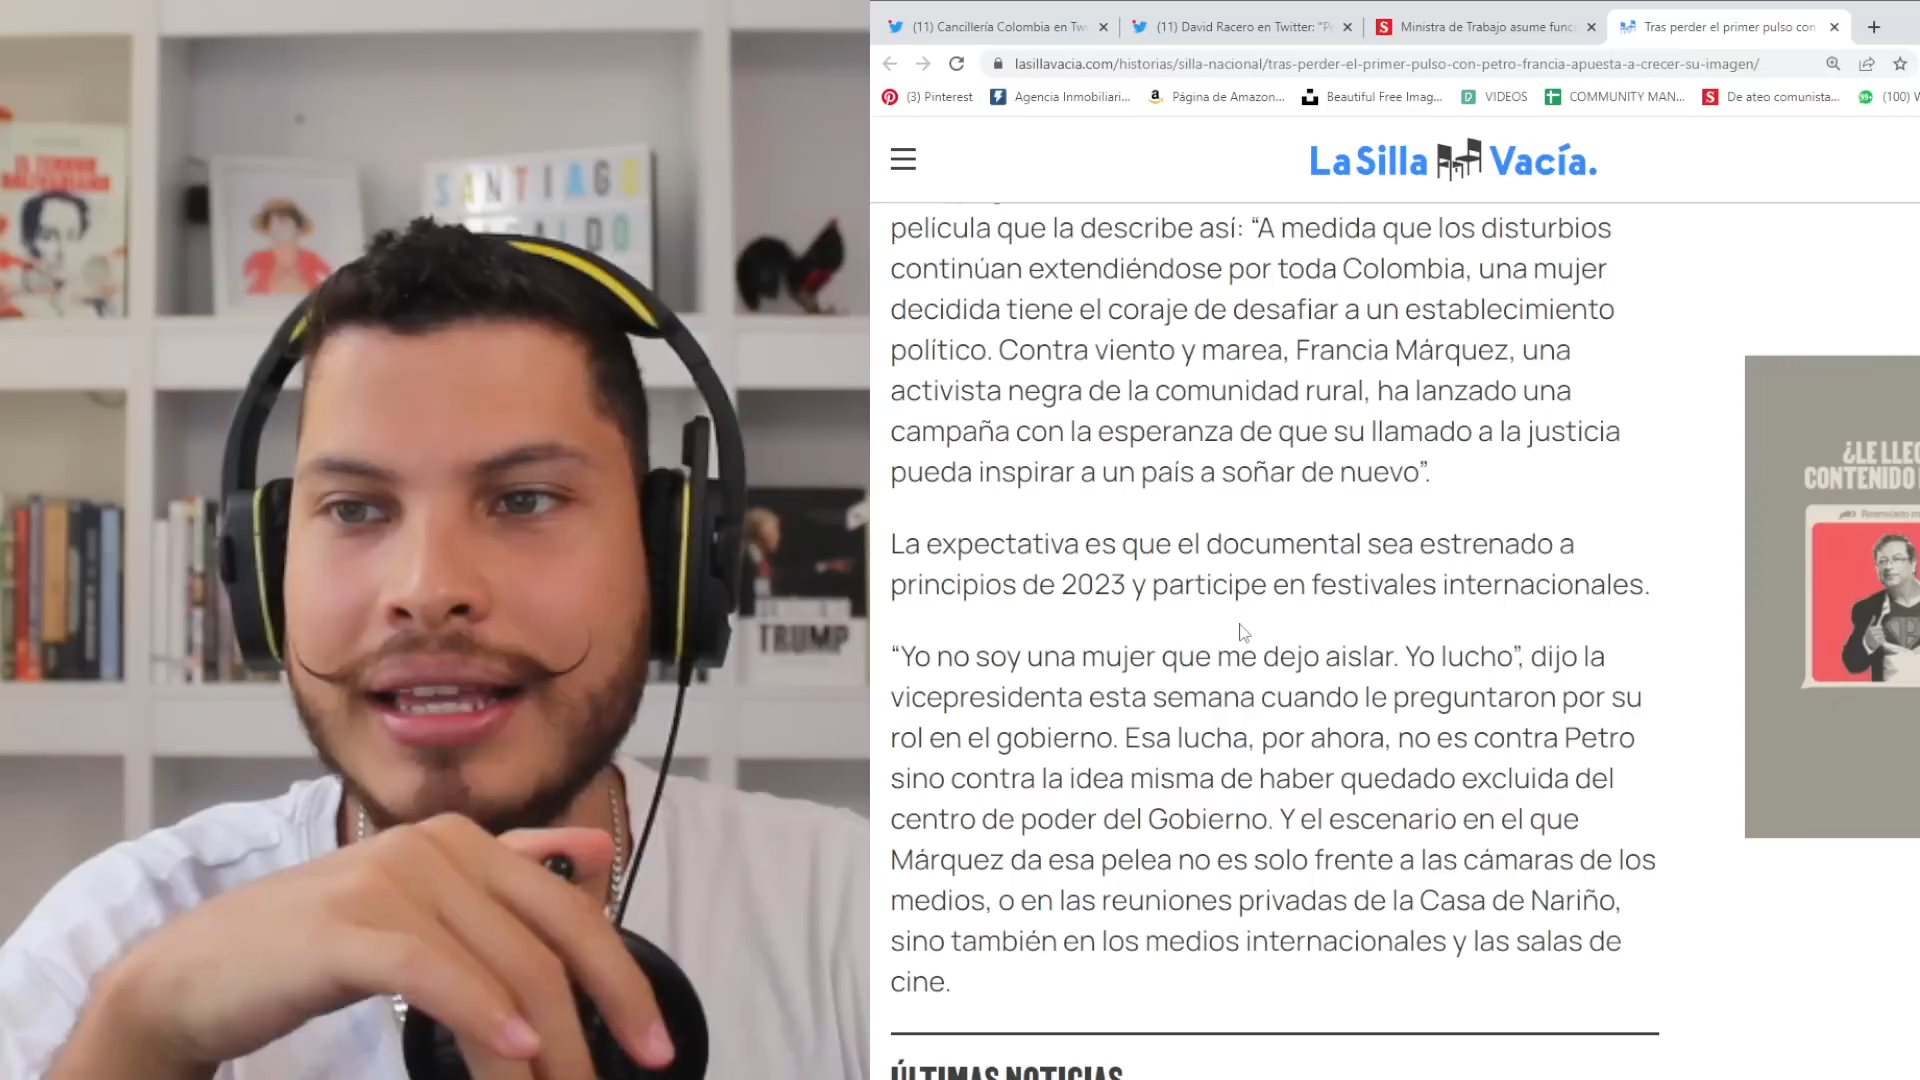 (11) Cancillería Colombia en Tw
(11) David Racero en Twitter: "P
Ministra de Trabajo asume func
Tras perder el primer pulso con
lasillavacia.com/historias/silla-nacional/tras-perder-el-primer-pulso-con-petro-francia-apuesta-a-crecer-su-imagen/
(3) Pinterest
Agencia Inmobiliari...
Página de Amazon...
Beautiful Free Imag...
VIDEOS
COMMUNITY MAN...
De ateo comunista...
99+
(100) W
La Silla Vacía.
película que la describe así: “A medida que los disturbios
continúan extendiéndose por toda Colombia, una mujer
decidida tiene el coraje de desafiar a un establecimiento
político. Contra viento y marea, Francia Márquez, una
activista negra de la comunidad rural, ha lanzado una
campaña con la esperanza de que su llamado a la justicia
pueda inspirar a un país a soñar de nuevo”.
La expectativa es que el documental sea estrenado a
principios de 2023 y participe en festivales internacionales.
“Yo no soy una mujer que me dejo aislar. Yo lucho”, dijo la
vicepresidenta esta semana cuando le preguntaron por su
rol en el gobierno. Esa lucha, por ahora, no es contra Petro
sino contra la idea misma de haber quedado excluida del
centro de poder del Gobierno. Y el escenario en el que
Márquez da esa pelea no es solo frente a las cámaras de los
medios, o en las reuniones privadas de la Casa de Nariño,
sino también en los medios internacionales y las salas de
cine.
ÚLTIMAS NOTICIAS
¿LE LLEG
CONTENIDO
Reenviado
EL TERROR
BOLIVARIANO
SANTIAGO
TRUMP